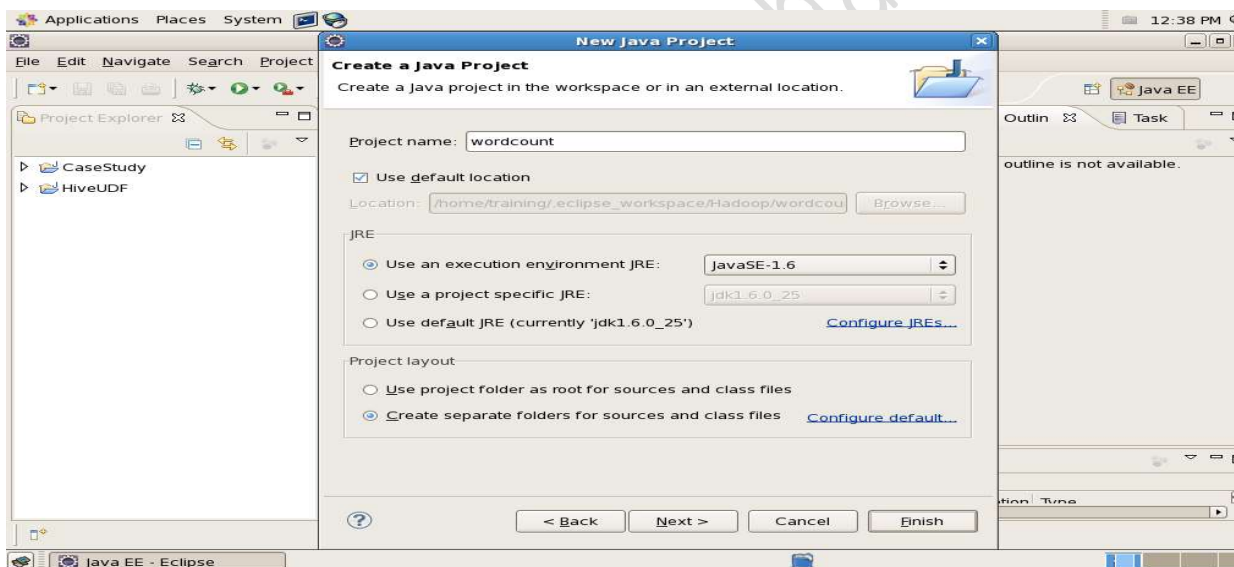 Applications Places System
12:38 PM
New Java Project
File Edit Navigate Search Project
Create a Java Project
Create a Java project in the workspace or in an external location.
Java EE
Project Explorer
Outlin
Task
Project name: wordcount
outline is not available.
CaseStudy
Use default location
HiveUDF
Location: /home/training/.eclipse_workspace/Hadoop/wordcou Browse...
JRE
Use an execution environment JRE: JavaSE-1.6
Use a project specific JRE: jdk1.6.0_25
Use default JRE (currently 'jdk1.6.0_25') Configure JREs...
Project layout
Use project folder as root for sources and class files
Create separate folders for sources and class files Configure default...
tion Type
< Back Next > Cancel Finish
Java EE - Eclipse